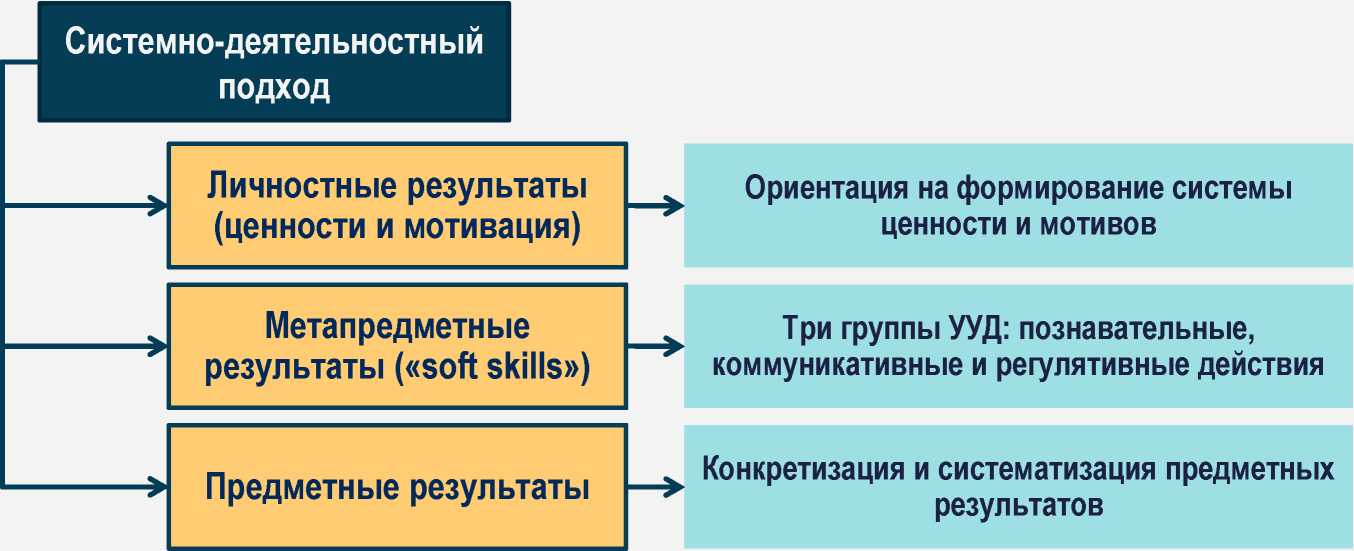 Системно-деятельностный
подход
Личностные результаты
(ценности и мотивация)
Ориентация на формирование системы
ценности и мотивов
Метапредметные
результаты («soft skills»)
Три группы УУД: познавательные,
коммуникативные и регулятивные действия
Предметные результаты
Конкретизация и систематизация предметных
результатов